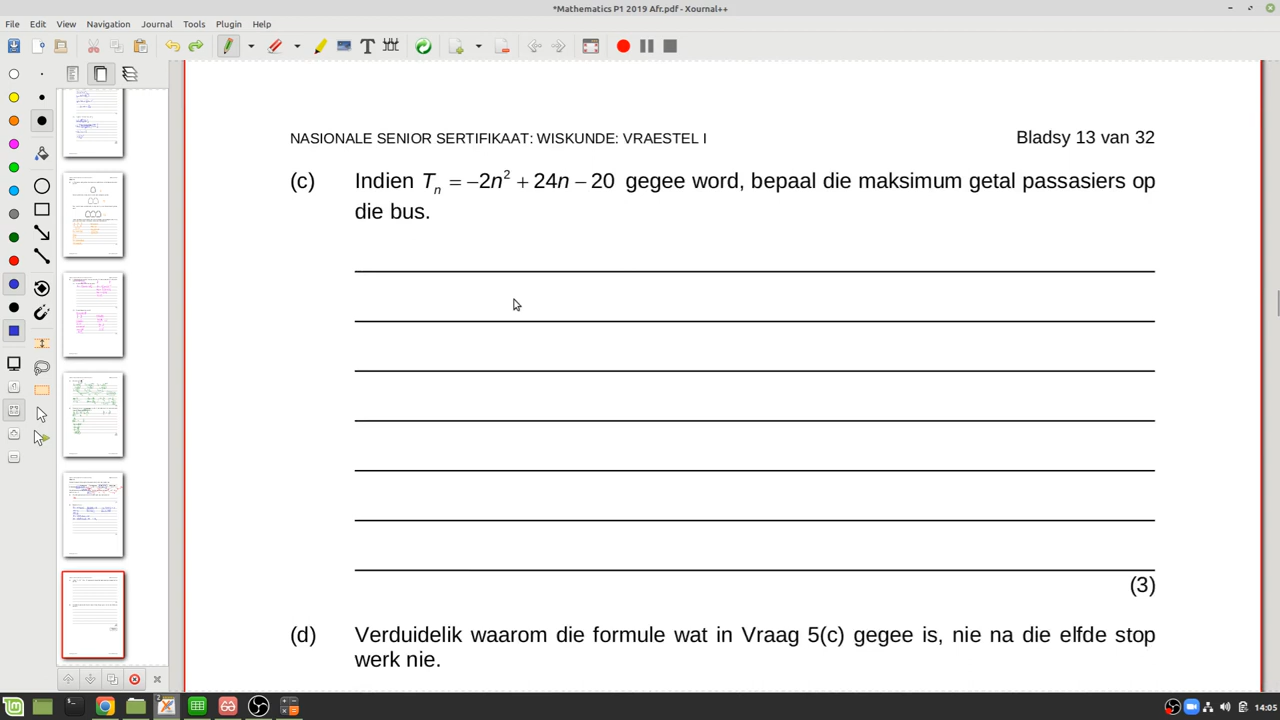 *Mathematics P1 2019 Afr.pdf - Xournal++
File Edit View Navigation Journal Tools Plugin Help
NASIONALE SENIOR SERTIFIKAAT: WISKUNDE: VRAESTEL I Bladsy 13 van 32
(c) Indien Tₙ = −2n² + 24n − 20 gegee word, bepaal die maksimum getal passasiers op
die bus.
(3)
(d) Verduidelik waarom die formule wat in Vraag 5(c) gegee is, nie na die elfde stop
werk nie.
14:05